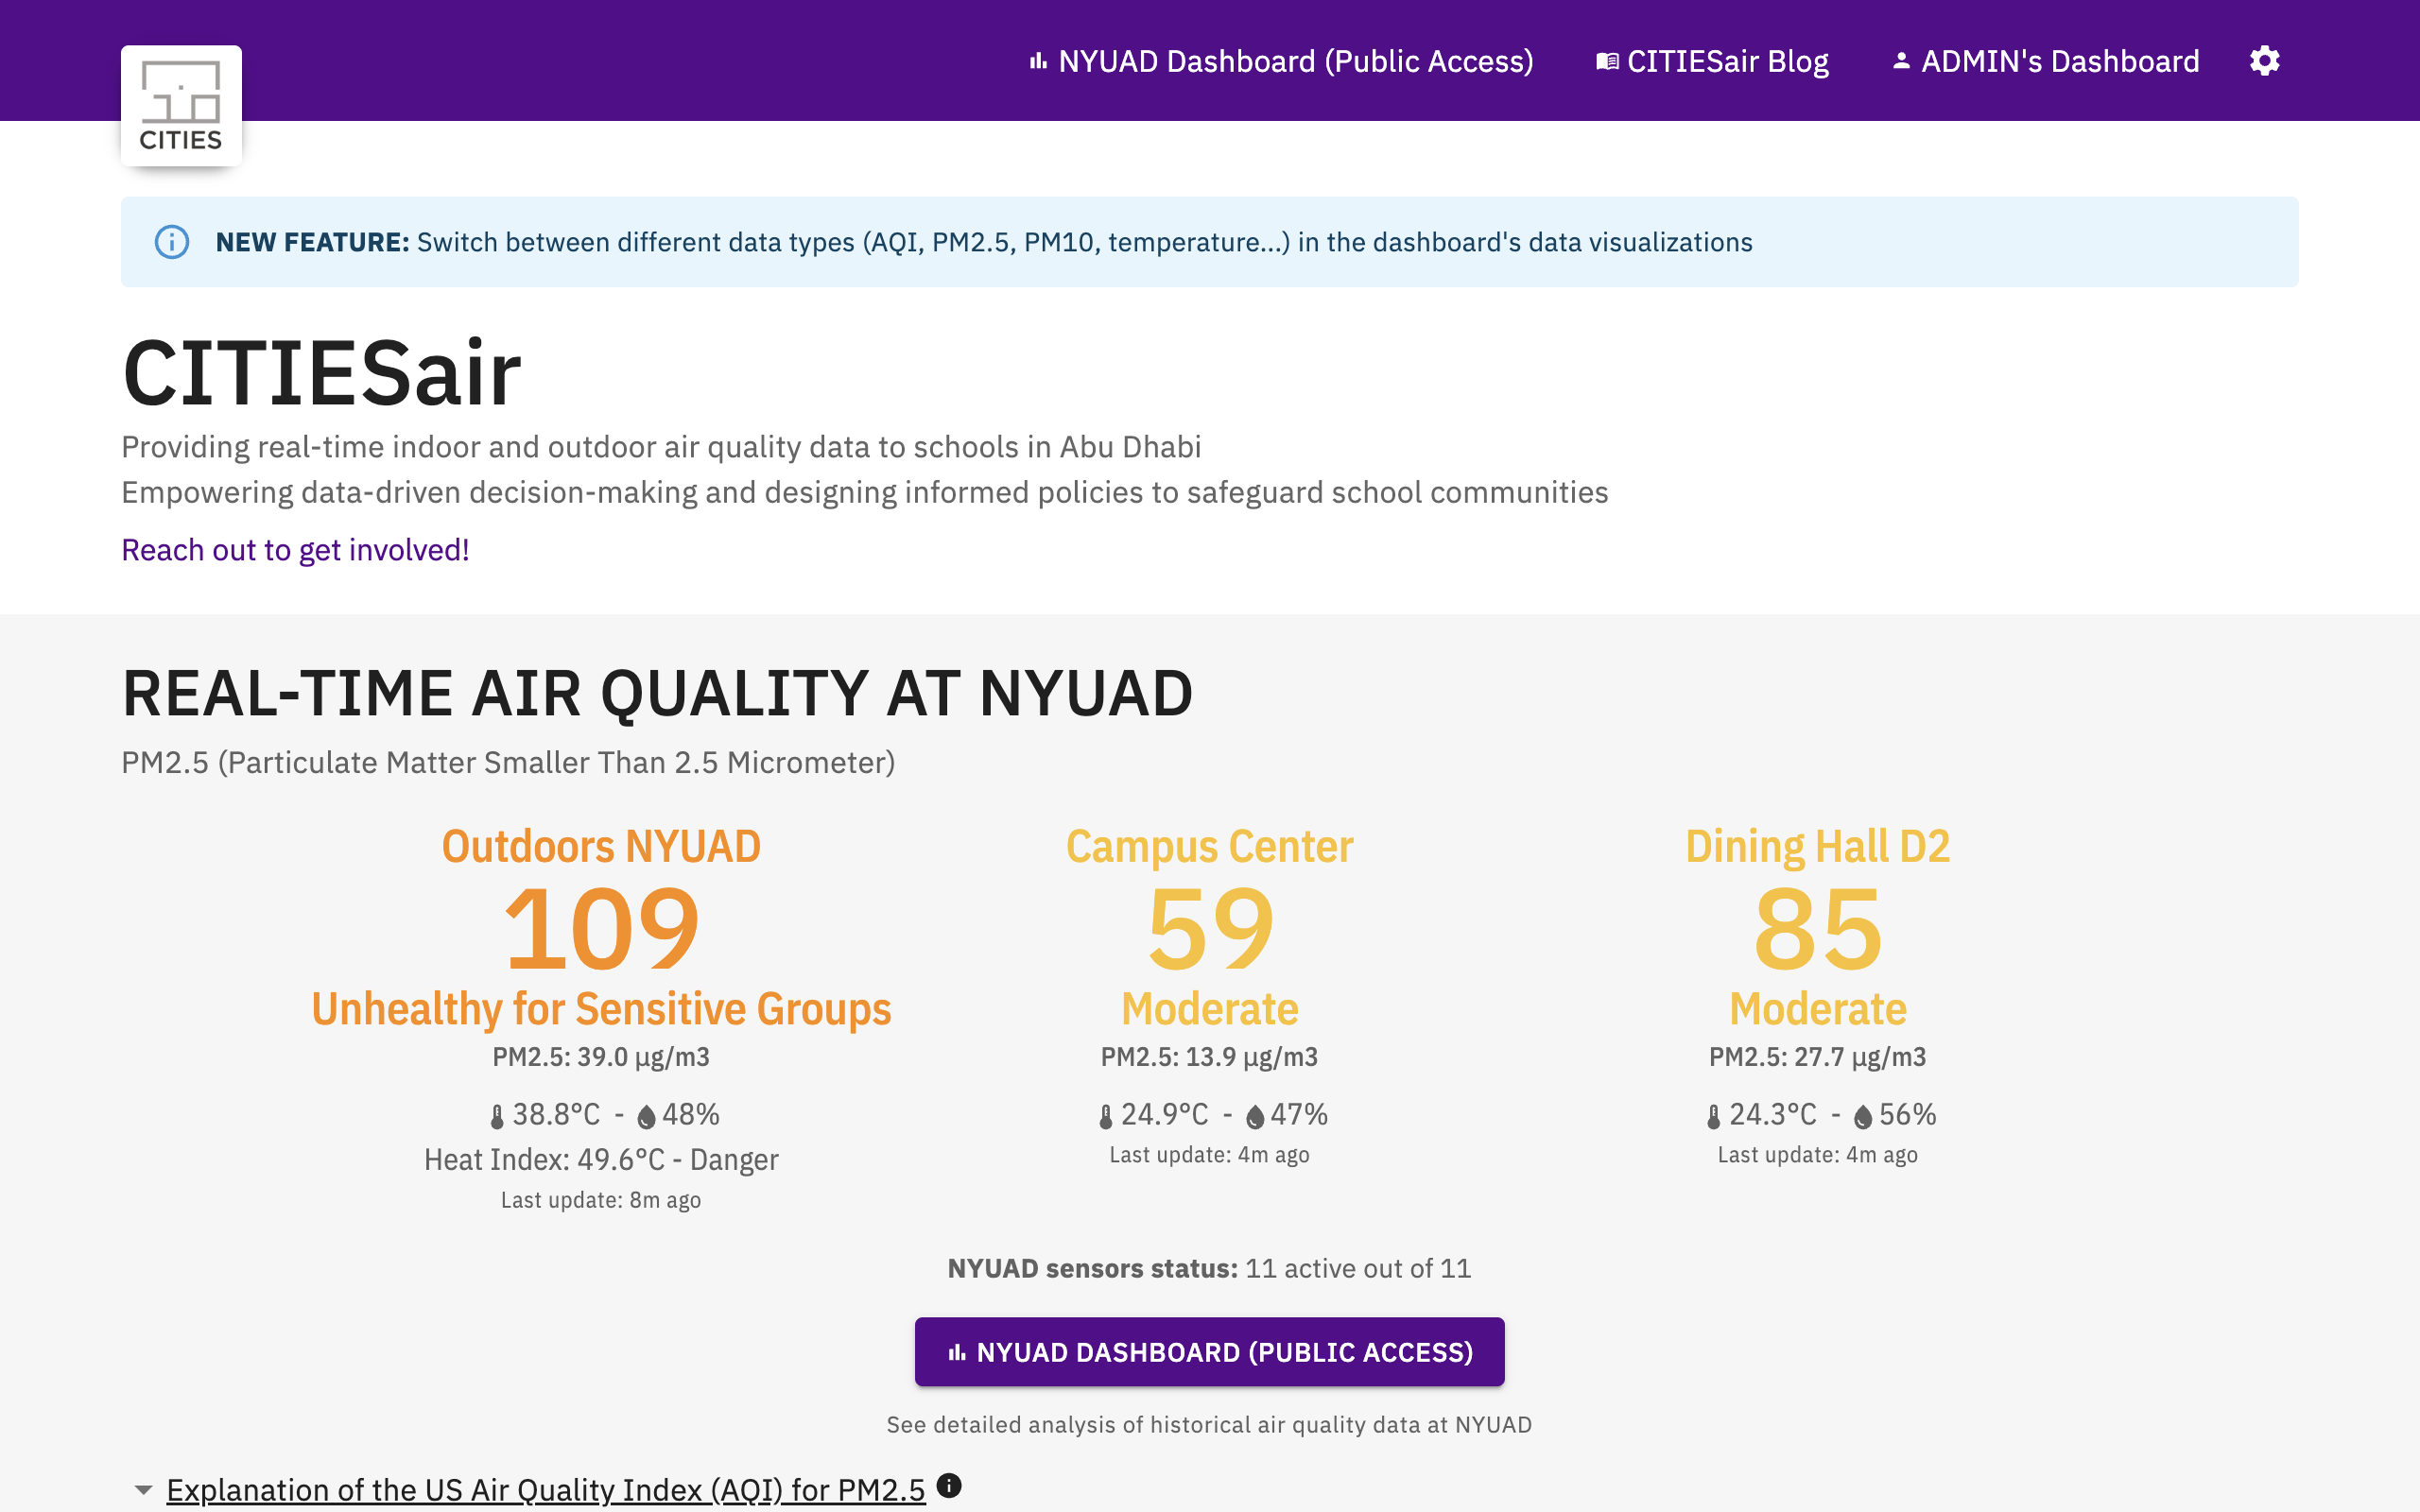 NYUAD Dashboard (Public Access) CITIESair Blog ADMIN's Dashboard
CITIES
NEW FEATURE: Switch between different data types (AQI, PM2.5, PM10, temperature...) in the dashboard's data visualizations
CITIESair
Providing real-time indoor and outdoor air quality data to schools in Abu Dhabi
Empowering data-driven decision-making and designing informed policies to safeguard school communities
Reach out to get involved!
REAL-TIME AIR QUALITY AT NYUAD
PM2.5 (Particulate Matter Smaller Than 2.5 Micrometer)
Outdoors NYUAD
109
Unhealthy for Sensitive Groups
PM2.5: 39.0 µg/m3
38.8°C - 48%
Heat Index: 49.6°C - Danger
Last update: 8m ago
Campus Center
59
Moderate
PM2.5: 13.9 µg/m3
24.9°C - 47%
Last update: 4m ago
Dining Hall D2
85
Moderate
PM2.5: 27.7 µg/m3
24.3°C - 56%
Last update: 4m ago
NYUAD sensors status: 11 active out of 11
NYUAD DASHBOARD (PUBLIC ACCESS)
See detailed analysis of historical air quality data at NYUAD
Explanation of the US Air Quality Index (AQI) for PM2.5